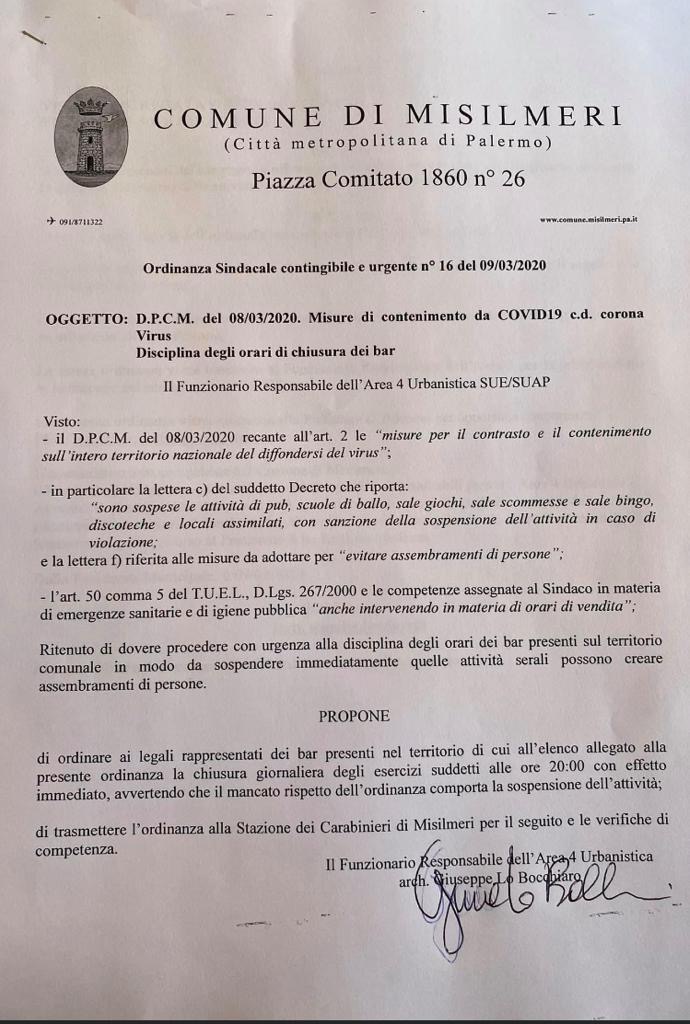 COMUNE DI MISILMERI
(Città metropolitana di Palermo)
Piazza Comitato 1860 n° 26
✈ 091/8711322
www.comune.misilmeri.pa.it
Ordinanza Sindacale contingibile e urgente n° 16 del 09/03/2020
OGGETTO: D.P.C.M. del 08/03/2020. Misure di contenimento da COVID19 c.d. corona
Virus
Disciplina degli orari di chiusura dei bar
Il Funzionario Responsabile dell'Area 4 Urbanistica SUE/SUAP
Visto:
- il D.P.C.M. del 08/03/2020 recante all'art. 2 le "misure per il contrasto e il contenimento
sull'intero territorio nazionale del diffondersi del virus";
- in particolare la lettera c) del suddetto Decreto che riporta:
"sono sospese le attività di pub, scuole di ballo, sale giochi, sale scommesse e sale bingo,
discoteche e locali assimilati, con sanzione della sospensione dell'attività in caso di
violazione;
e la lettera f) riferita alle misure da adottare per "evitare assembramenti di persone";
- l'art. 50 comma 5 del T.U.E.L., D.Lgs. 267/2000 e le competenze assegnate al Sindaco in materia
di emergenze sanitarie e di igiene pubblica "anche intervenendo in materia di orari di vendita";
Ritenuto di dovere procedere con urgenza alla disciplina degli orari dei bar presenti sul territorio
comunale in modo da sospendere immediatamente quelle attività serali possono creare
assembramenti di persone.
PROPONE
di ordinare ai legali rappresentati dei bar presenti nel territorio di cui all'elenco allegato alla
presente ordinanza la chiusura giornaliera degli esercizi suddetti alle ore 20:00 con effetto
immediato, avvertendo che il mancato rispetto dell'ordinanza comporta la sospensione dell'attività;
di trasmettere l'ordinanza alla Stazione dei Carabinieri di Misilmeri per il seguito e le verifiche di
competenza.
Il Funzionario Responsabile dell'Area 4 Urbanistica
arch. Giuseppe Lo Bocchiaro